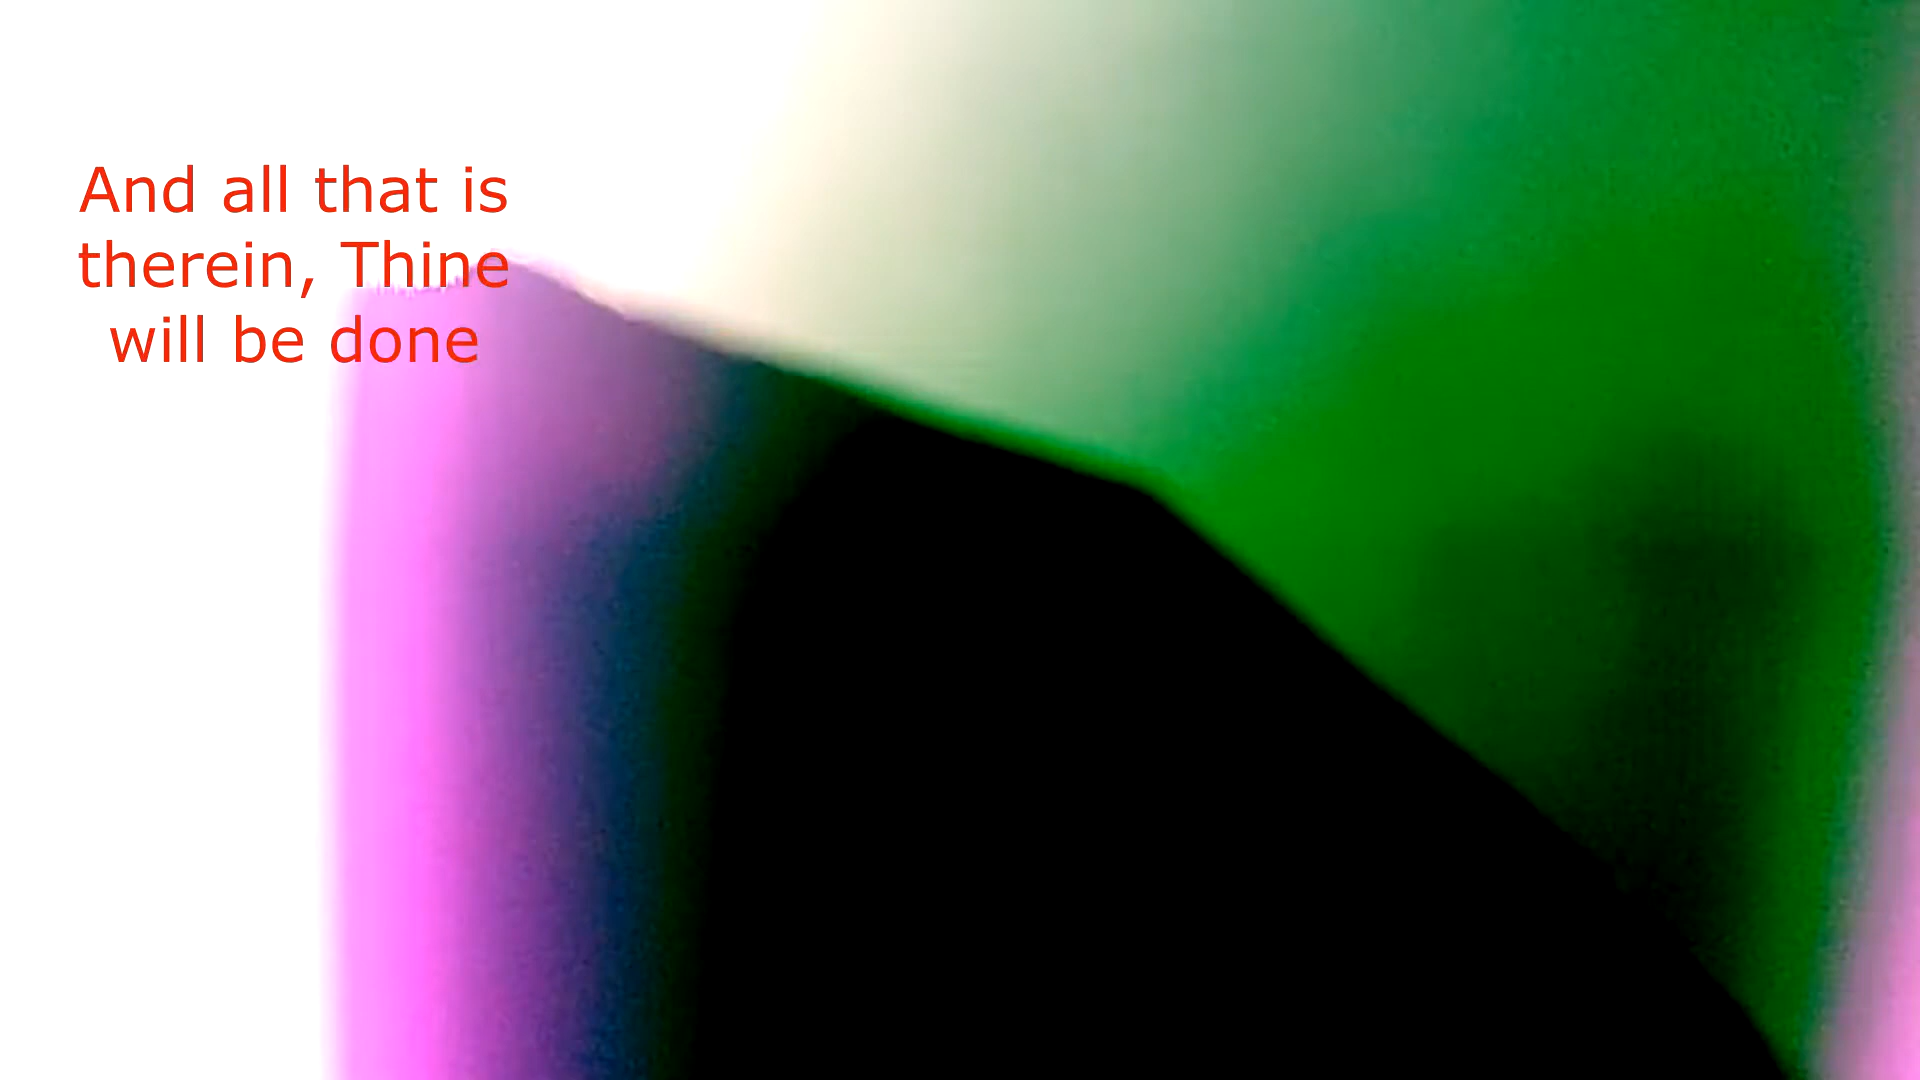 And all that is
therein, Thine
will be done